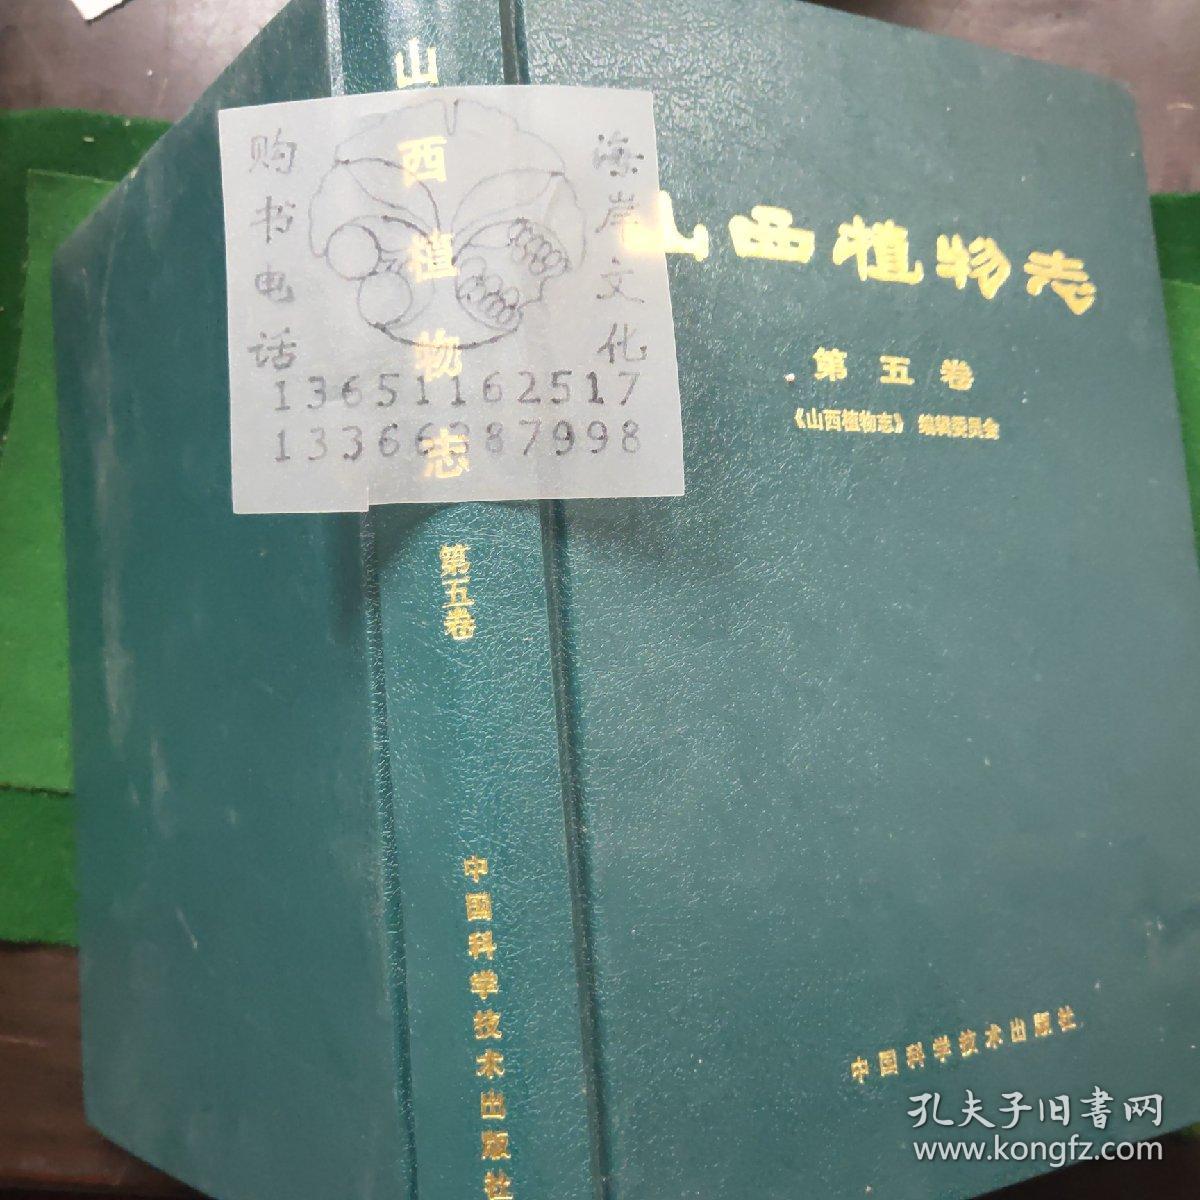 山西植物志
第五卷
中国科学技术出版社
购书电话
海岸文化
13651162517
13366387998
山西植物志
第五卷
《山西植物志》 编辑委员会
中国科学技术出版社
孔夫子旧書网
www.kongfz.com